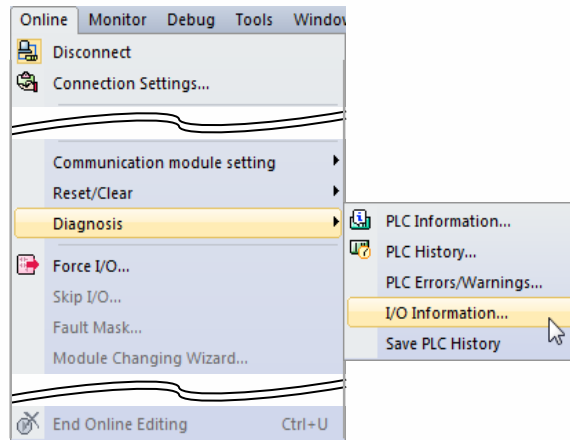 Online Monitor Debug Tools Window
Disconnect
Connection Settings...
Communication module setting
Reset/Clear
Diagnosis
PLC Information...
PLC History...
PLC Errors/Warnings...
I/O Information...
Save PLC History
Force I/O...
Skip I/O...
Fault Mask...
Module Changing Wizard...
End Online Editing Ctrl+U